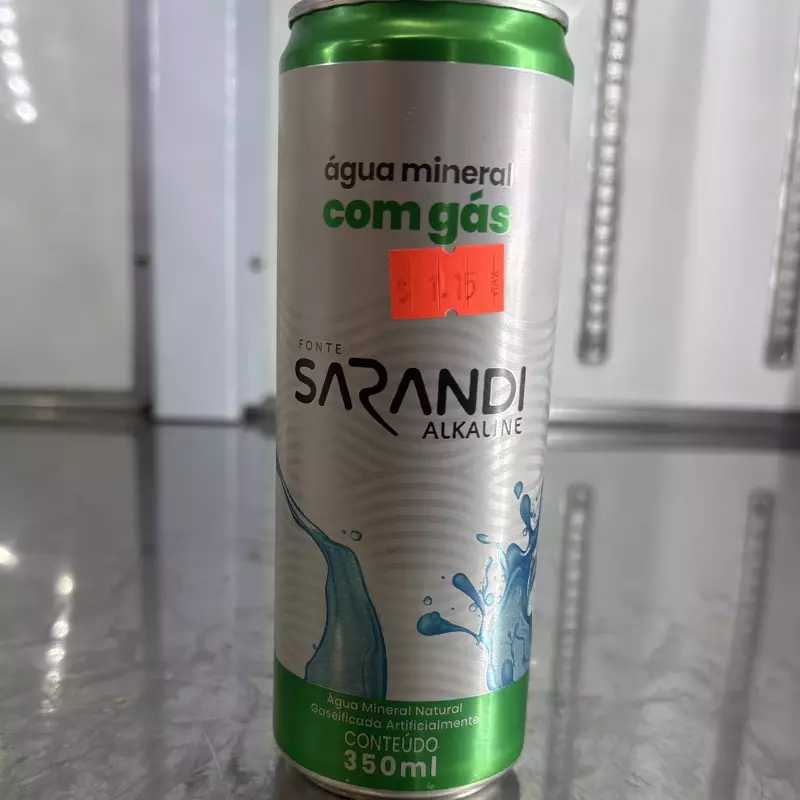 água mineral
com gás
$ 1.15
FONTE
SARANDI
ALKALINE
Água Mineral Natural
Gaseificada Artificialmente
CONTEÚDO
350ml